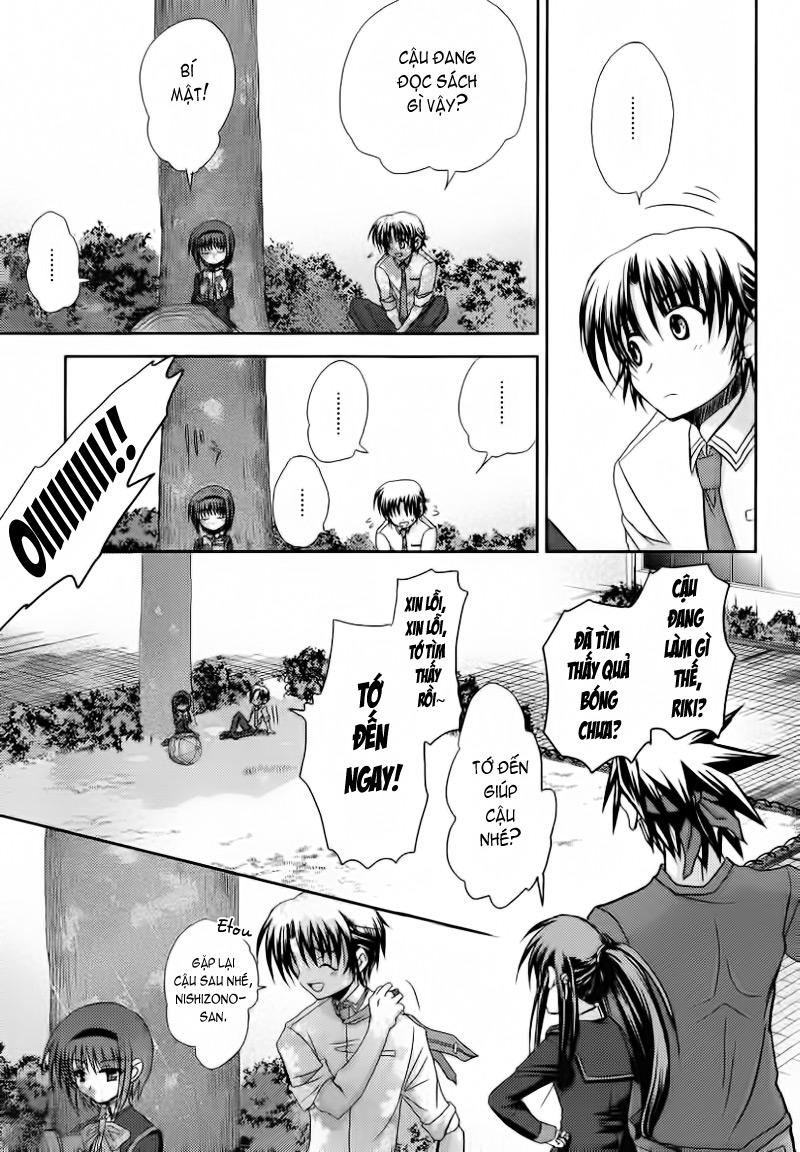 .........
CẬU ĐANG
ĐỌC SÁCH
GÌ VẬY?
BÍ
MẬT!
.........
.........
.........
OIIIIIIIIII!!
CẬU
ĐANG
LÀM GÌ
THẾ,
RIKI?
ĐÃ TÌM
THẤY QUẢ
BÓNG
CHƯA?
XIN LỖI,
XIN LỖI,
TỚ TÌM
THẤY
RỒI~
TỚ
ĐẾN
NGAY!
TỚ ĐẾN
GIÚP
CẬU
NHÉ?
Etou
GẶP LẠI
CẬU SAU NHÉ,
NISHIZONO-
SAN.